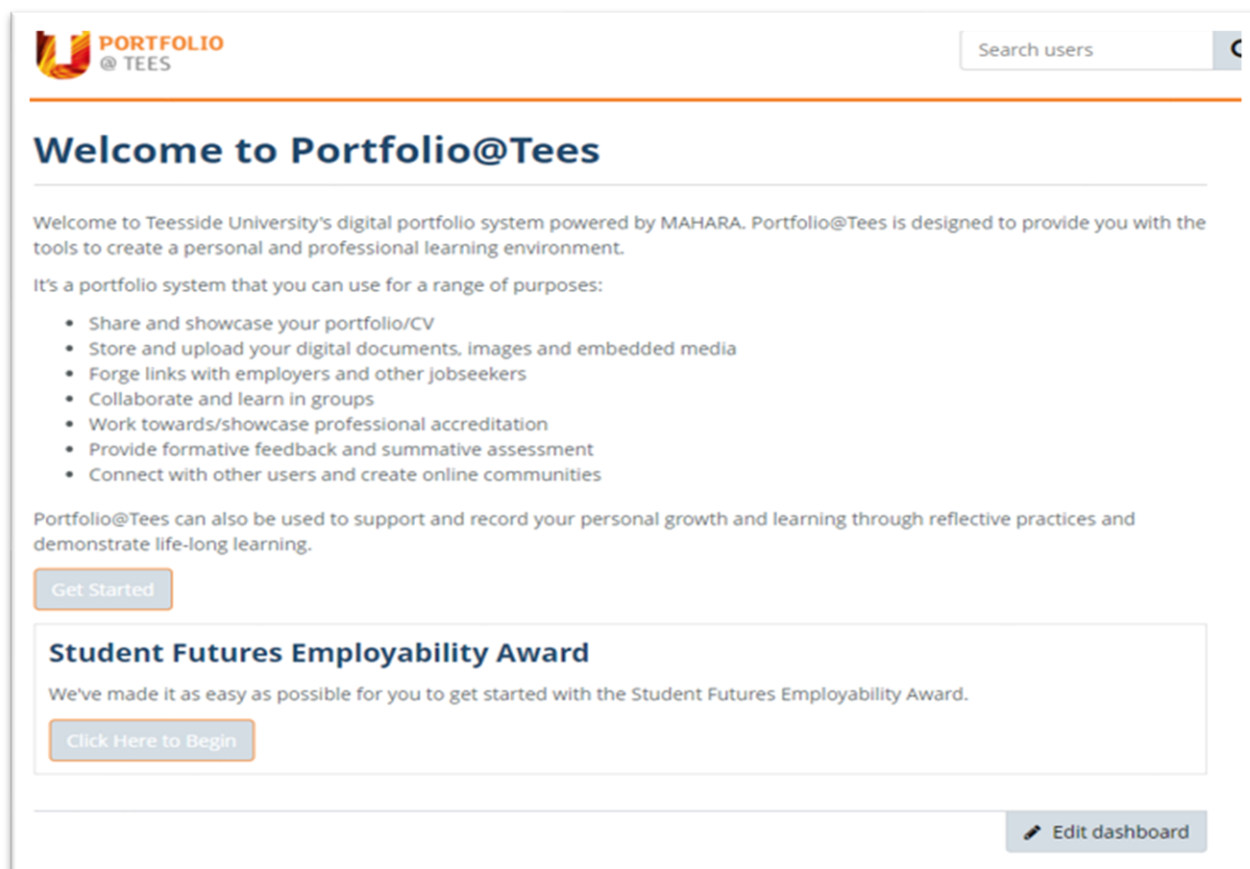 PORTFOLIO
@ TEES
Search users
Welcome to Portfolio@Tees
Welcome to Teesside University's digital portfolio system powered by MAHARA. Portfolio@Tees is designed to provide you with the
tools to create a personal and professional learning environment.
It's a portfolio system that you can use for a range of purposes:
• Share and showcase your portfolio/CV
• Store and upload your digital documents, images and embedded media
• Forge links with employers and other jobseekers
• Collaborate and learn in groups
• Work towards/showcase professional accreditation
• Provide formative feedback and summative assessment
• Connect with other users and create online communities
Portfolio@Tees can also be used to support and record your personal growth and learning through reflective practices and
demonstrate life-long learning.
Get Started
Student Futures Employability Award
We've made it as easy as possible for you to get started with the Student Futures Employability Award.
Click Here to Begin
Edit dashboard